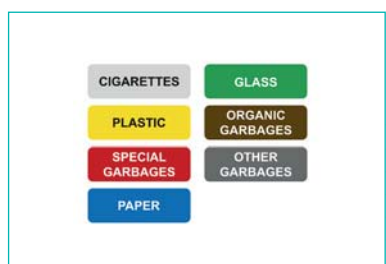 CIGARETTES
GLASS
PLASTIC
ORGANIC
GARBAGES
SPECIAL
GARBAGES
OTHER
GARBAGES
PAPER